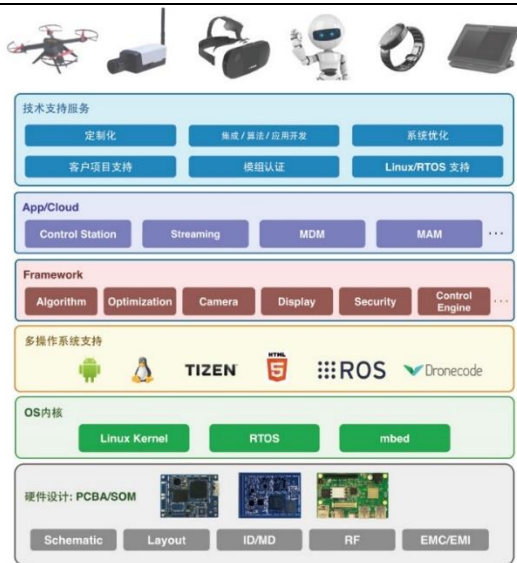 技术支持服务
定制化 集成/算法/应用开发 系统优化
客户项目支持 模组认证 Linux/RTOS 支持
App/Cloud
Control Station Streaming MDM MAM ...
Framework
Algorithm Optimization Camera Display Security Control Engine ...
多操作系统支持
TIZEN HTML 5 ROS Dronecode
OS内核
Linux Kernel RTOS mbed
硬件设计: PCBA/SOM
Schematic Layout ID/MD RF EMC/EMI